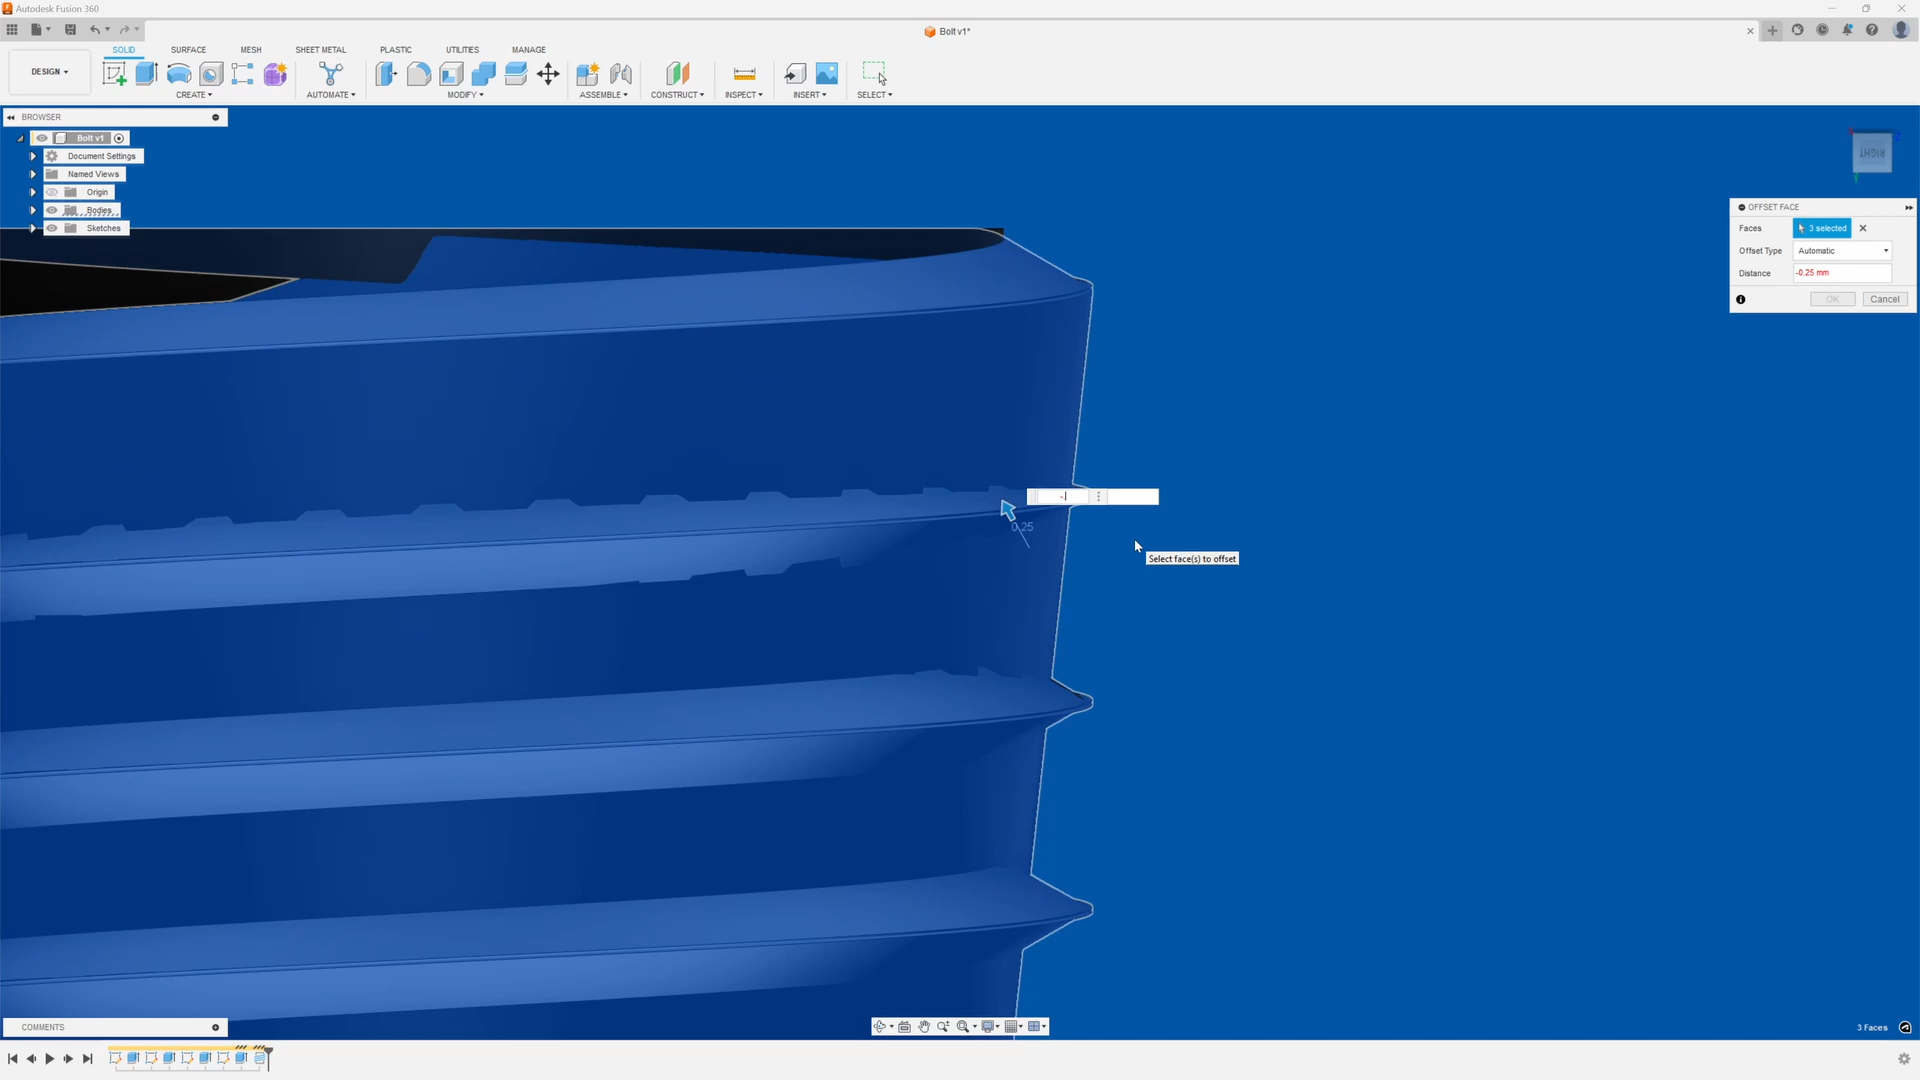 Autodesk Fusion 360
Bolt v1*
SOLID SURFACE MESH SHEET METAL PLASTIC UTILITIES MANAGE
DESIGN
CREATE AUTOMATE MODIFY ASSEMBLE CONSTRUCT INSPECT INSERT SELECT
BROWSER
Bolt v1
Document Settings
Named Views
Origin
Bodies
Sketches
RIGHT
OFFSET FACE
Faces 3 selected
Offset Type Automatic
Distance -0.25 mm
OK Cancel
-
0.25
Select face(s) to offset
COMMENTS
3 Faces